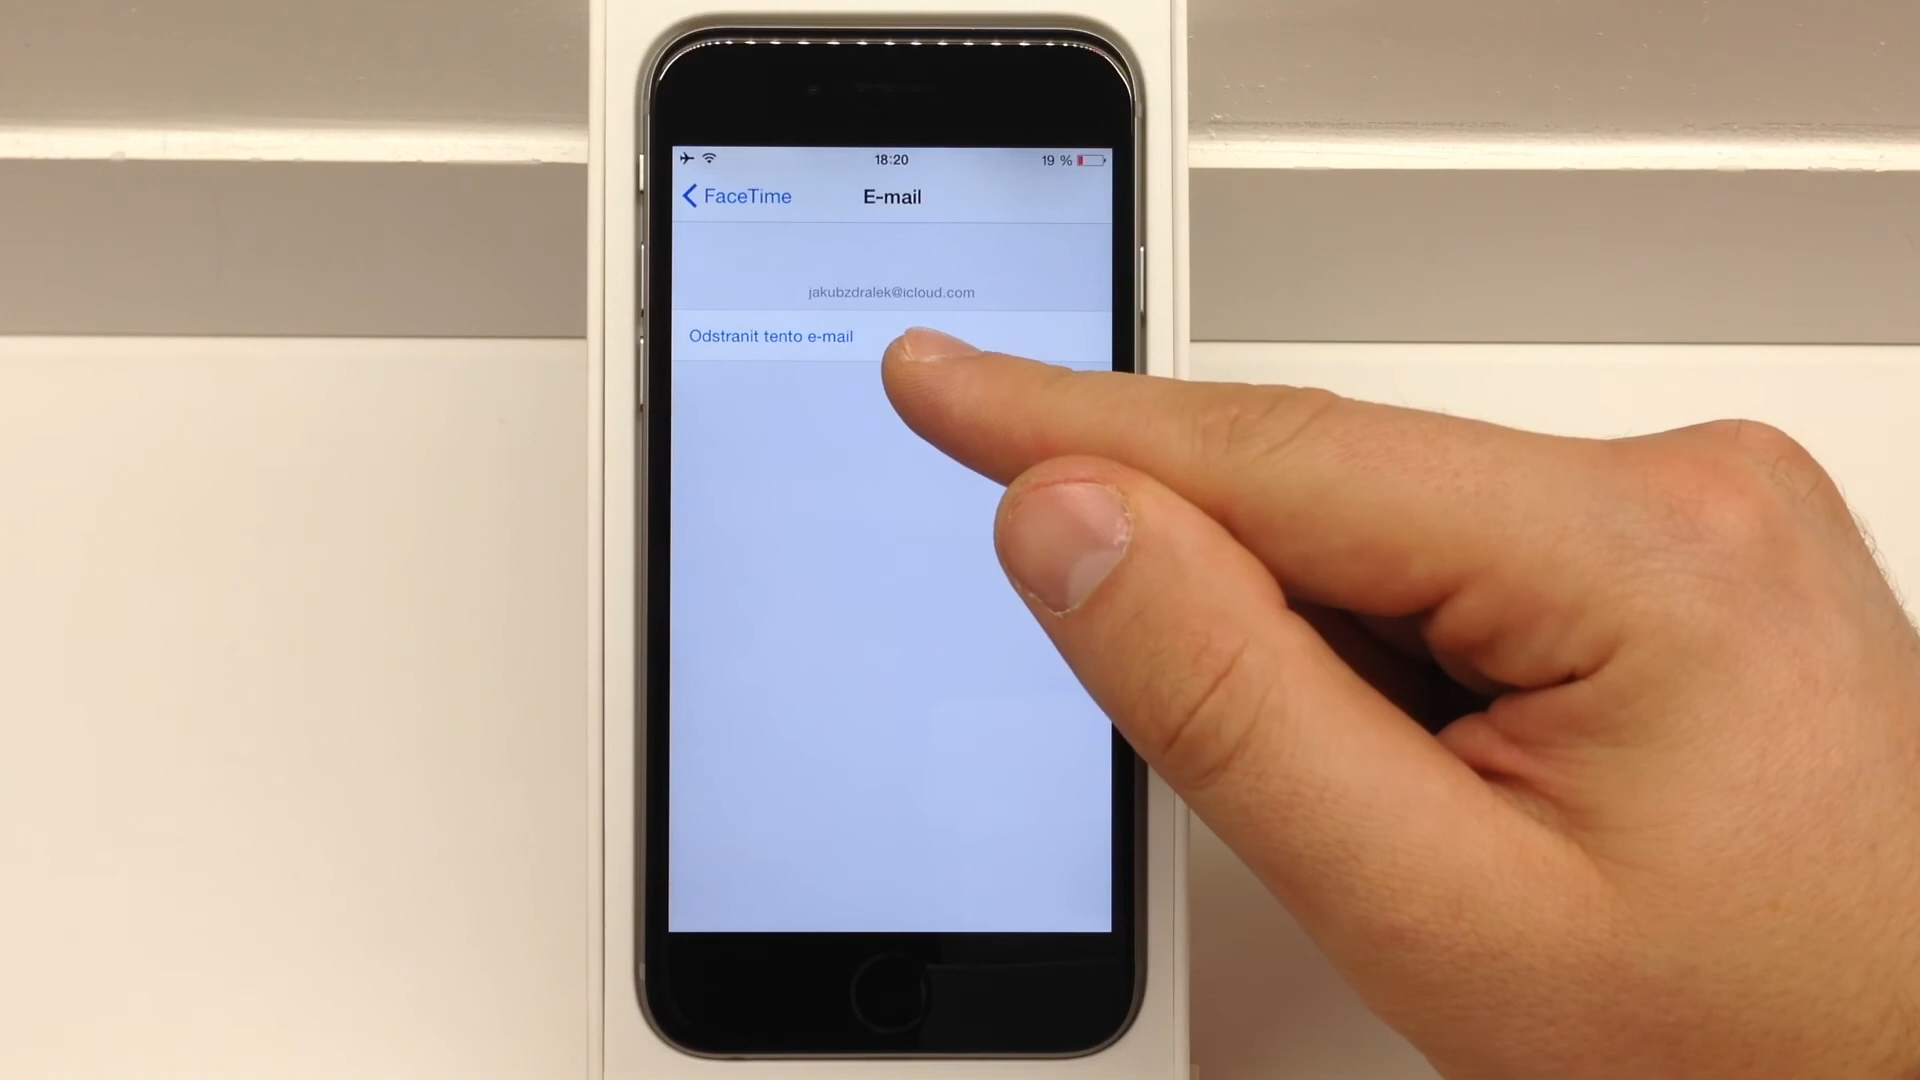 18:20
19 %
FaceTime
E-mail
jakubzdralek@icloud.com
Odstranit tento e-mail